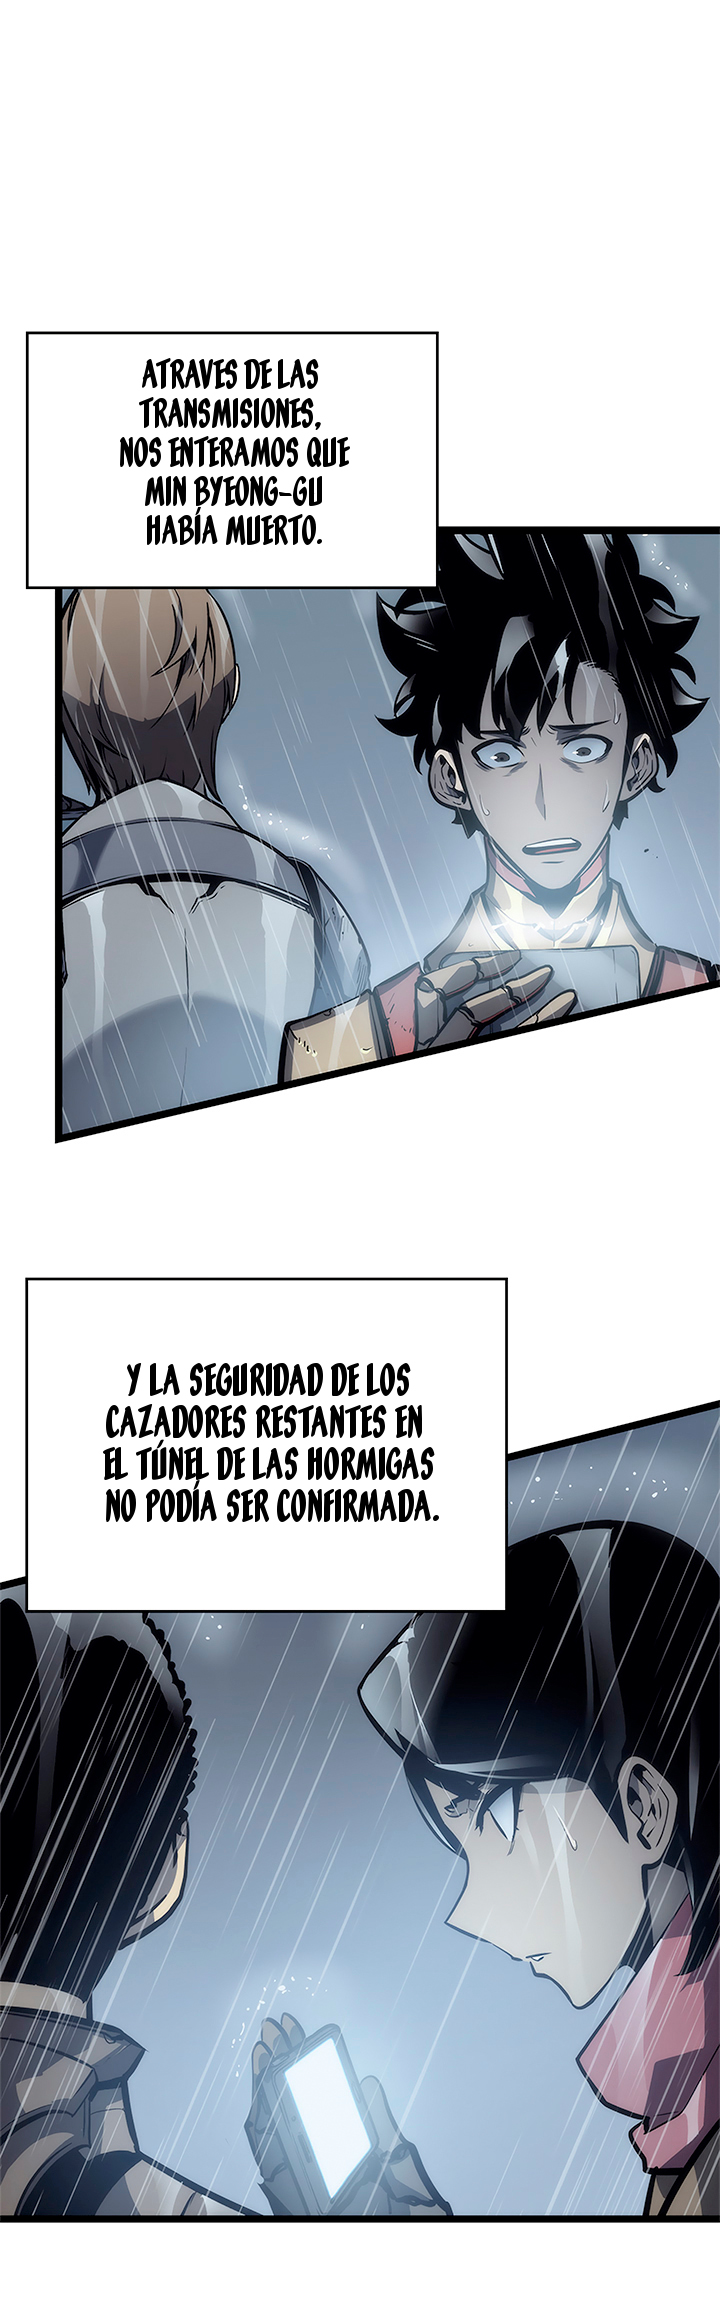 ATRAVES DE LAS
TRANSMISIONES,
NOS ENTERAMOS QUE
MIN BYEONG-GU
HABÍA MUERTO.
Y LA SEGURIDAD DE LOS
CAZADORES RESTANTES EN
EL TÚNEL DE LAS HORMIGAS
NO PODÍA SER CONFIRMADA.